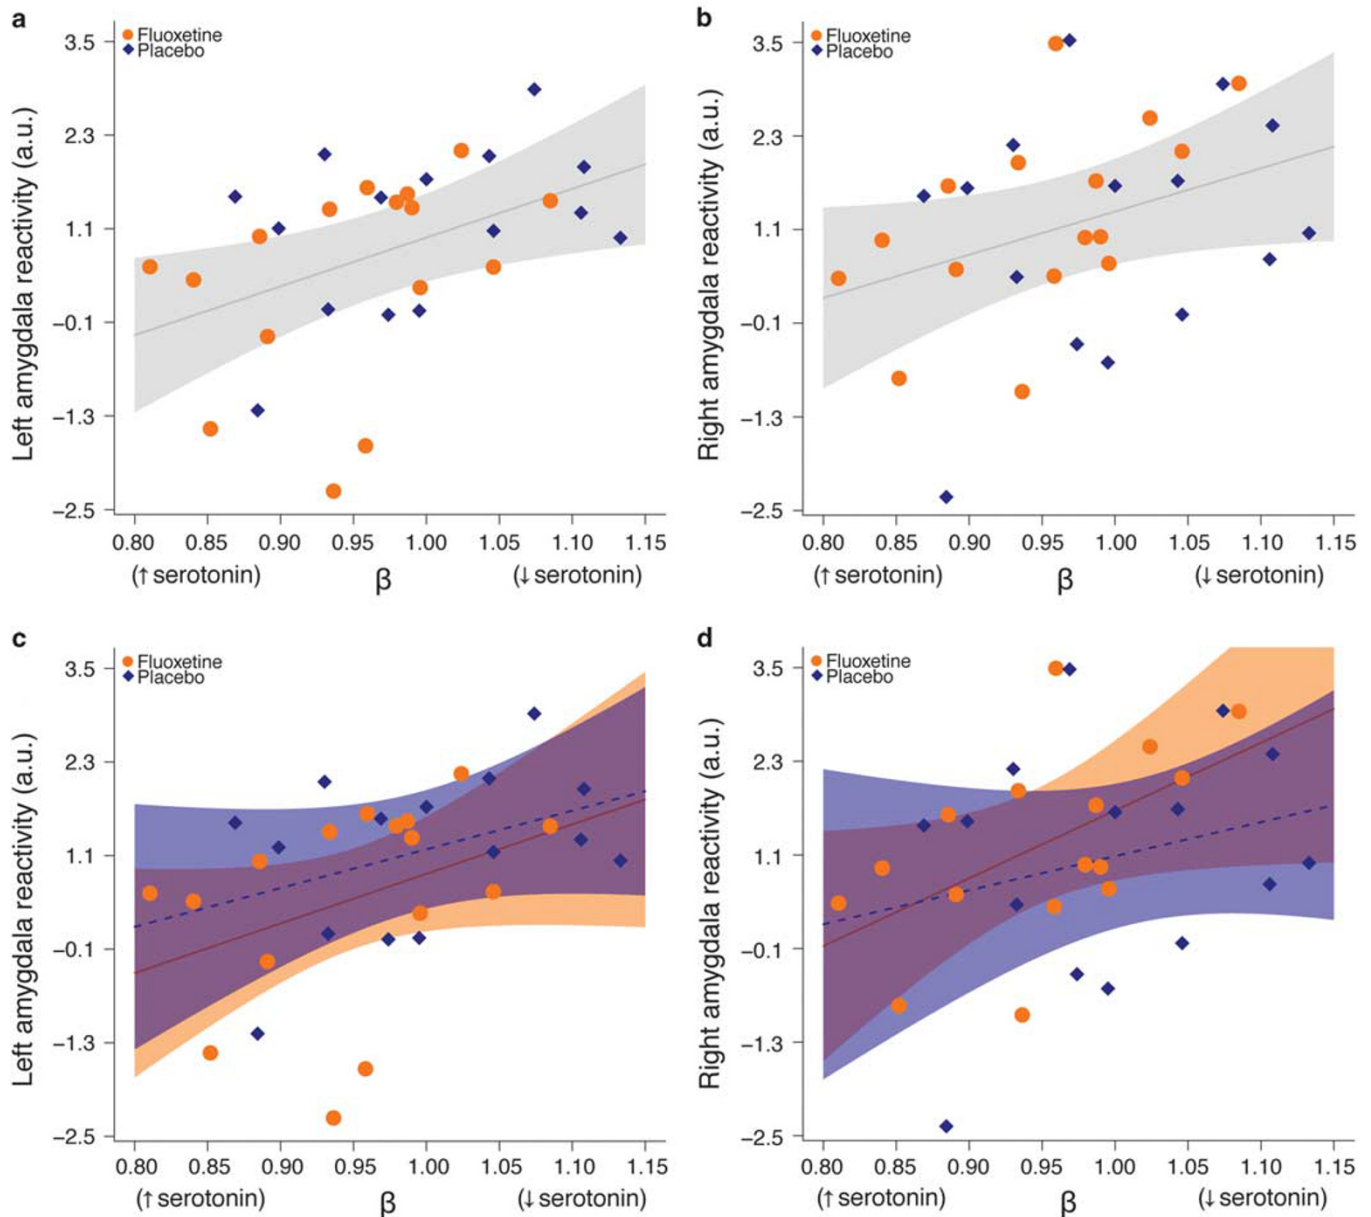 a
Fluoxetine
Placebo
Left amygdala reactivity (a.u.)
3.5
2.3
1.1
−0.1
−1.3
−2.5
0.80 0.85 0.90 0.95 1.00 1.05 1.10 1.15
(↑ serotonin) β (↓ serotonin)
b
Fluoxetine
Placebo
Right amygdala reactivity (a.u.)
3.5
2.3
1.1
−0.1
−1.3
−2.5
0.80 0.85 0.90 0.95 1.00 1.05 1.10 1.15
(↑ serotonin) β (↓ serotonin)
c
Fluoxetine
Placebo
Left amygdala reactivity (a.u.)
3.5
2.3
1.1
−0.1
−1.3
−2.5
0.80 0.85 0.90 0.95 1.00 1.05 1.10 1.15
(↑ serotonin) β (↓ serotonin)
d
Fluoxetine
Placebo
Right amygdala reactivity (a.u.)
3.5
2.3
1.1
−0.1
−1.3
−2.5
0.80 0.85 0.90 0.95 1.00 1.05 1.10 1.15
(↑ serotonin) β (↓ serotonin)